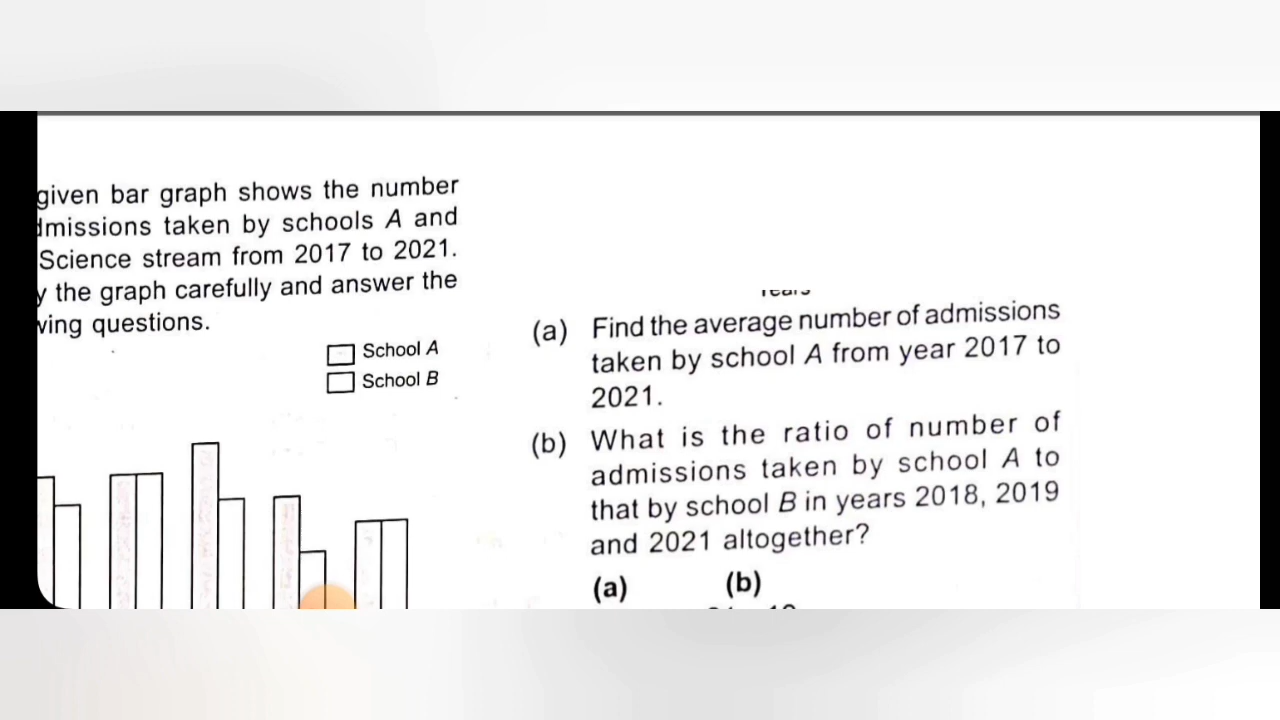 given bar graph shows the number
missions taken by schools A and
Science stream from 2017 to 2021.
y the graph carefully and answer the
wing questions.
School A
School B
Years
(a) Find the average number of admissions
taken by school A from year 2017 to
2021.
(b) What is the ratio of number of
admissions taken by school A to
that by school B in years 2018, 2019
and 2021 altogether?
(a) (b)